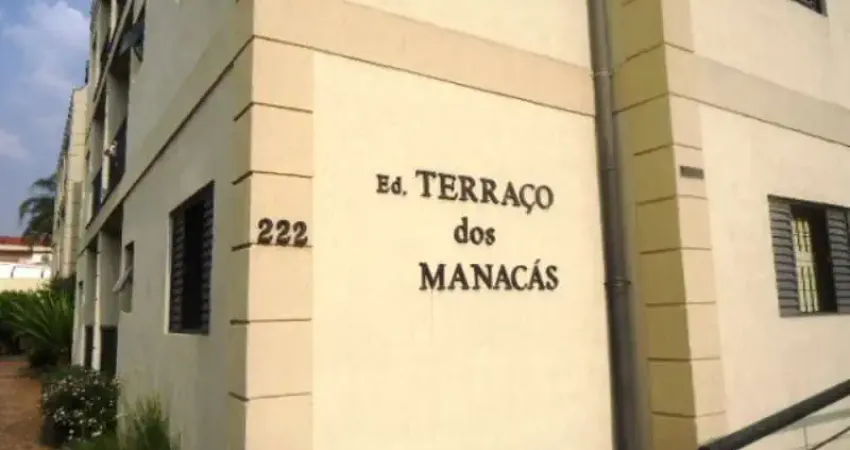 Ed. TERRAÇO
dos
MANACÁS
222